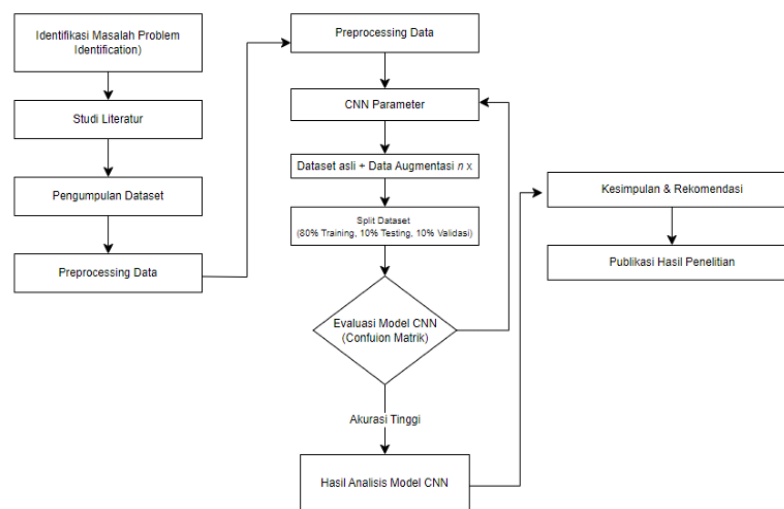 Identifikasi Masalah Problem
Identification)
Studi Literatur
Pengumpulan Dataset
Preprocessing Data
Preprocessing Data
CNN Parameter
Dataset asli + Data Augmentasi n x
Split Dataset
(80% Training, 10% Testing, 10% Validasi)
Evaluasi Model CNN
(Confuion Matrik)
Akurasi Tinggi
Hasil Analisis Model CNN
Kesimpulan & Rekomendasi
Publikasi Hasil Penelitian